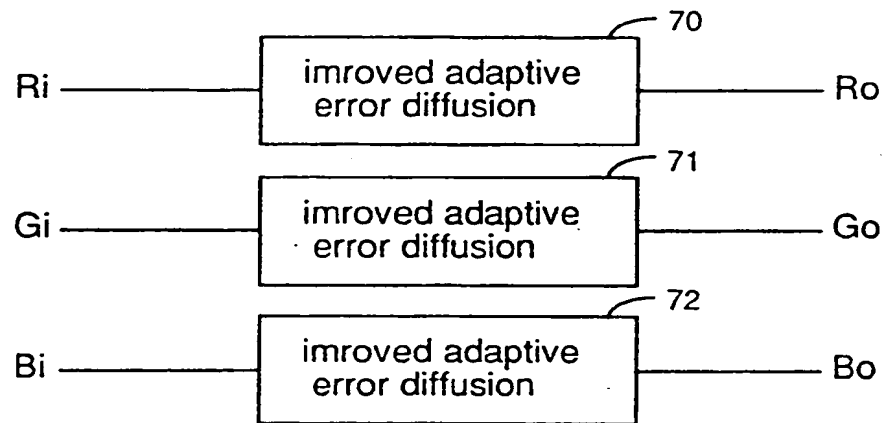 70
Ri imroved adaptive Ro
error diffusion
71
Gi imroved adaptive Go
error diffusion
72
Bi imroved adaptive Bo
error diffusion